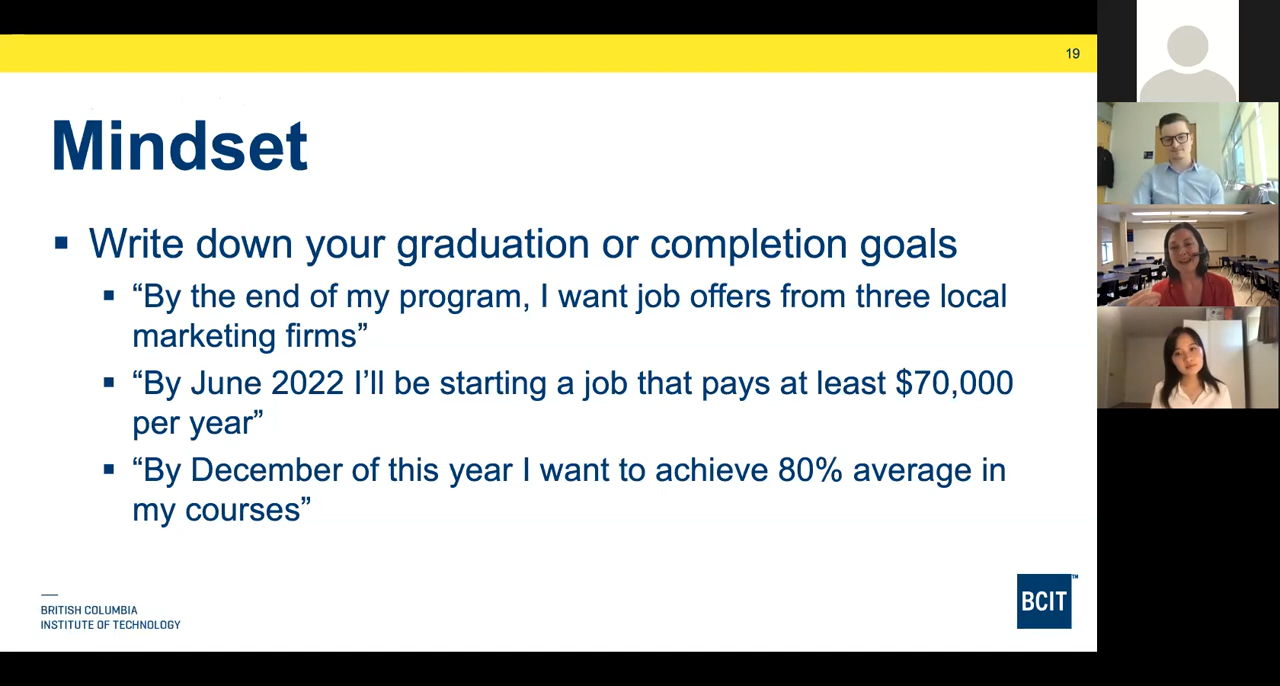 19
Mindset
▪ Write down your graduation or completion goals
▪ “By the end of my program, I want job offers from three local
marketing firms”
▪ “By June 2022 I’ll be starting a job that pays at least $70,000
per year”
▪ “By December of this year I want to achieve 80% average in
my courses”
BRITISH COLUMBIA
INSTITUTE OF TECHNOLOGY
BCIT™